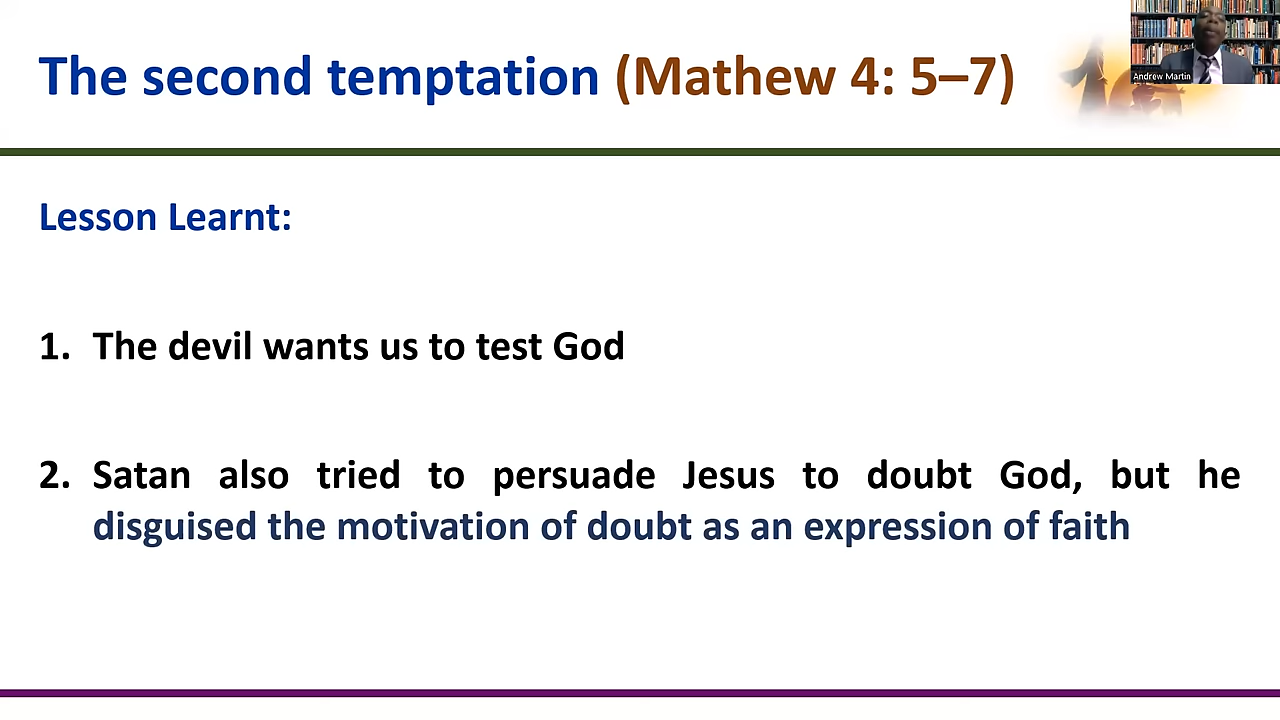 The second temptation (Mathew 4: 5–7)
Andrew Martin
Lesson Learnt:
1. The devil wants us to test God
2. Satan also tried to persuade Jesus to doubt God, but he
disguised the motivation of doubt as an expression of faith